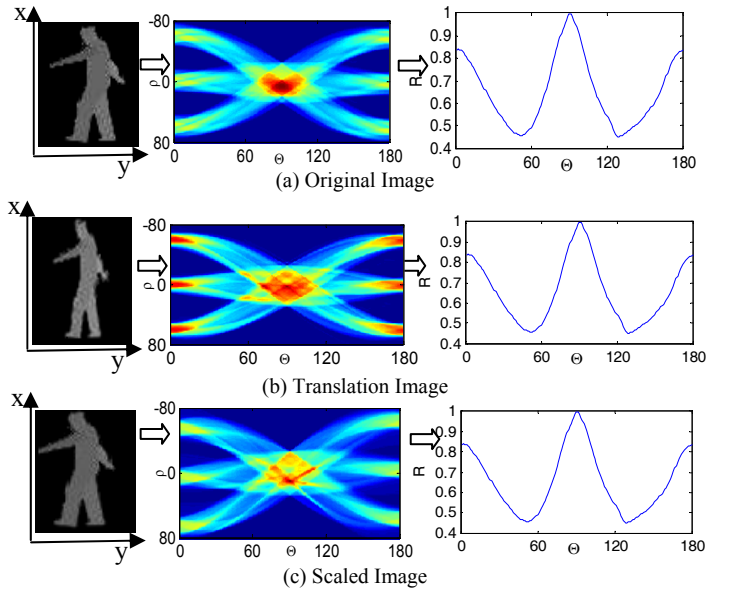 x
y
-80
ρ
0
80
0 60 Θ 120 180
1
0.9
0.8
0.7
R
0.6
0.5
0.4
0 60 Θ 120 180
(a) Original Image
x
y
-80
ρ
0
80
0 60 Θ 120 180
1
0.9
0.8
0.7
R
0.6
0.5
0.4
0 60 Θ 120 180
(b) Translation Image
x
y
-80
ρ
0
80
0 60 Θ 120 180
1
0.9
0.8
R
0.7
0.6
0.5
0.4
0 60 Θ 120 180
(c) Scaled Image